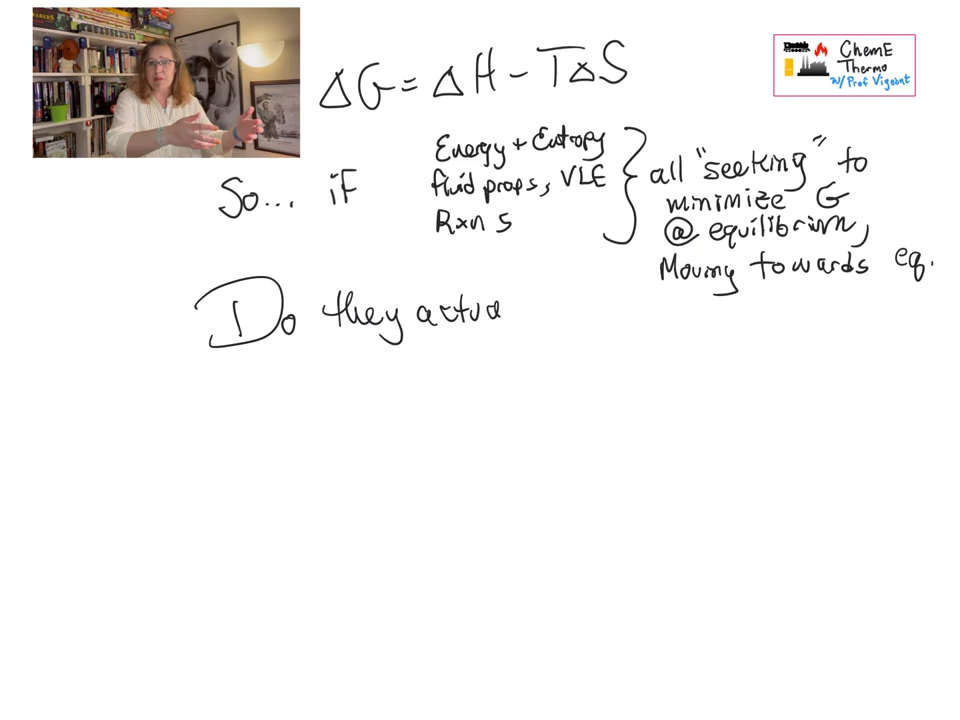 ΔG = ΔH - TΔS
ChemE
Thermo
w/Prof Vigeant
So... if
Energy + Entropy
fluid props, VLE
Rxn s
all "seeking" to
minimize G
@ equilibrium,
Moving towards eq.
Do they actua